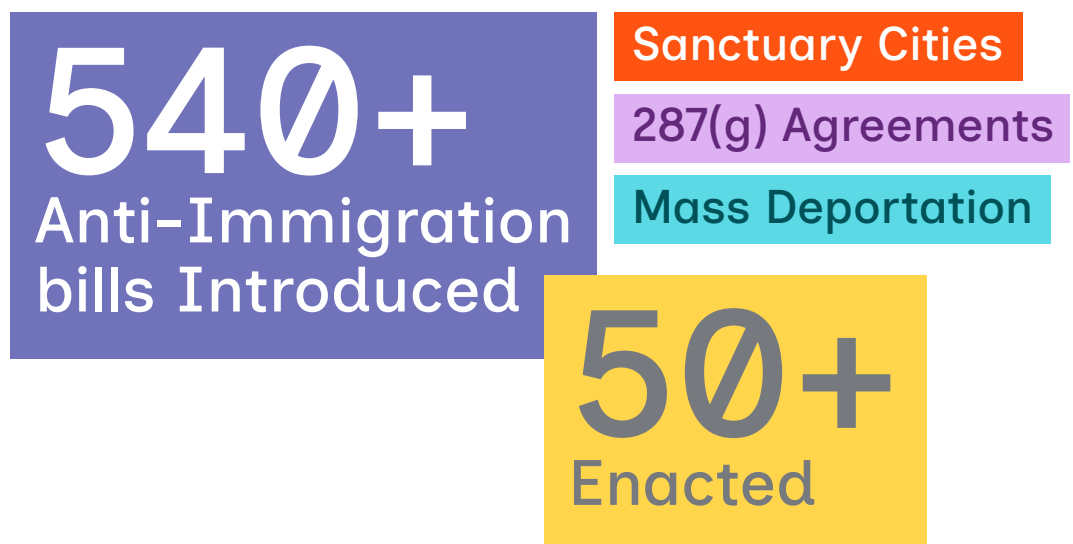 540+
Anti-Immigration
bills Introduced
Sanctuary Cities
287(g) Agreements
Mass Deportation
50+
Enacted